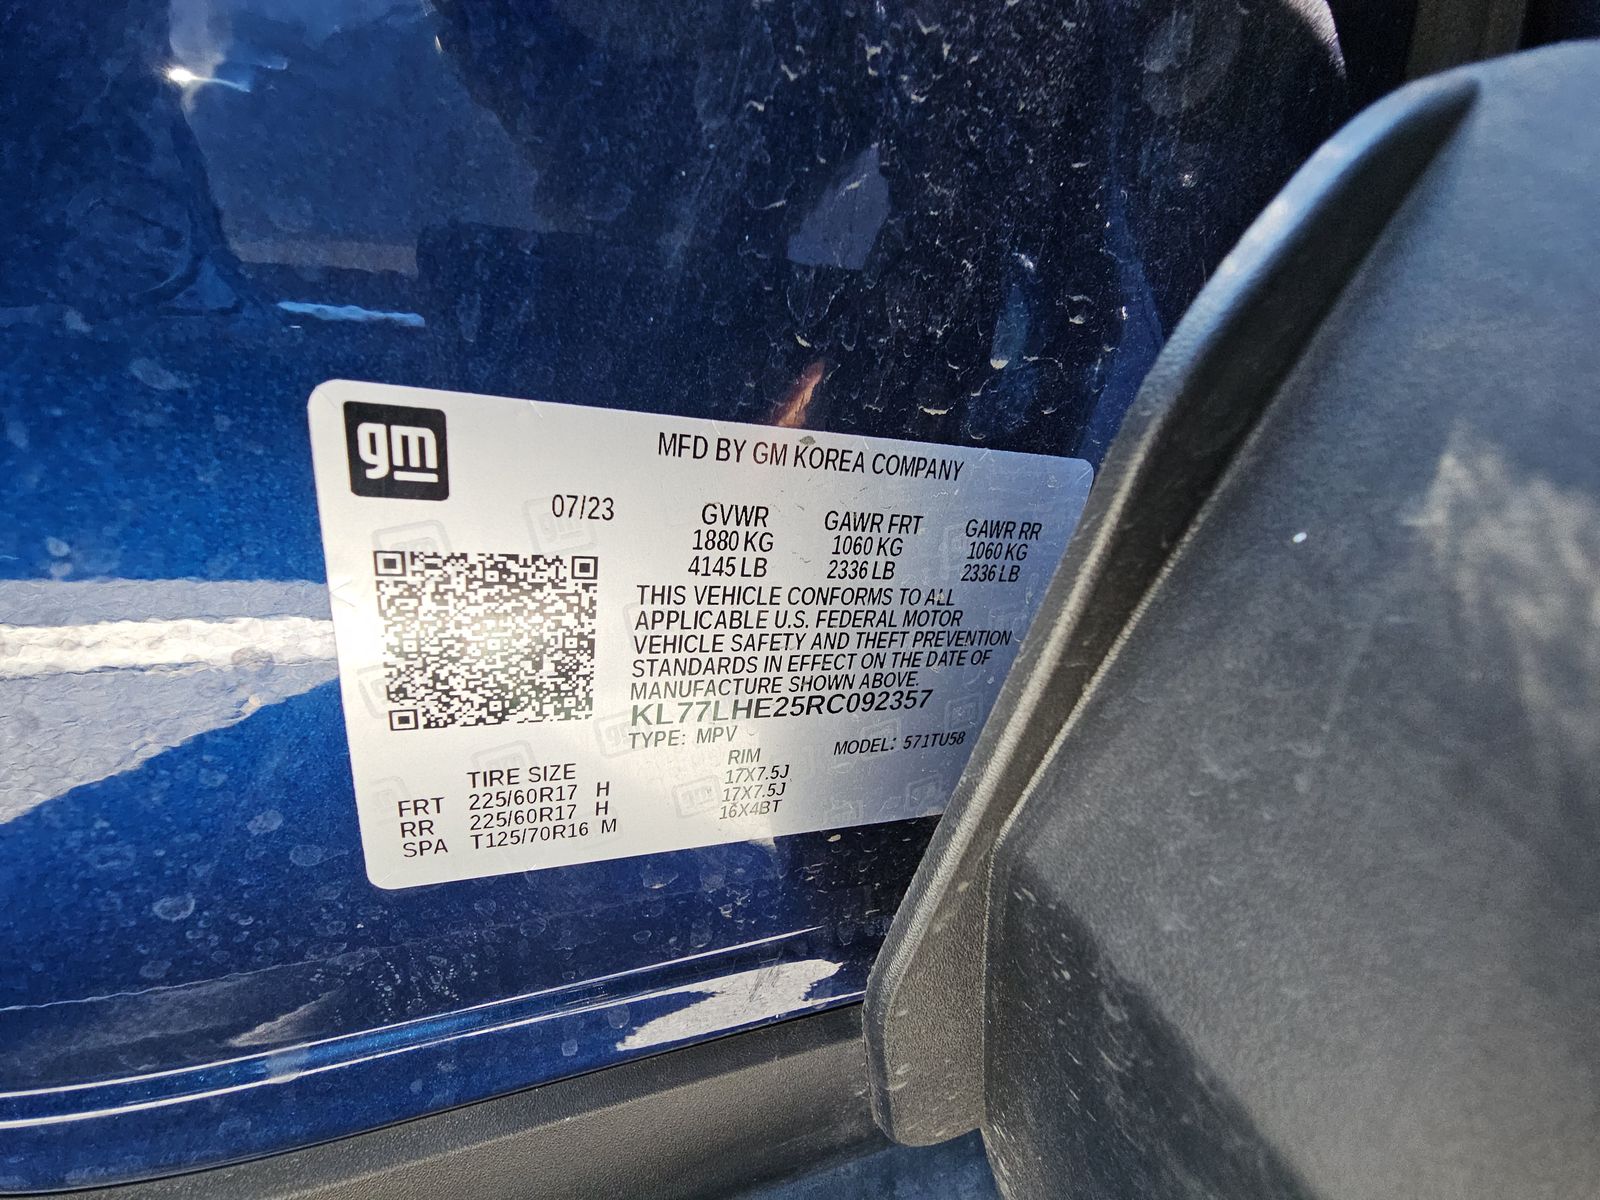 gm
MFD BY GM KOREA COMPANY
07/23
GVWR GAWR FRT GAWR RR
1880 KG 1060 KG 1060 KG
4145 LB 2336 LB 2336 LB
THIS VEHICLE CONFORMS TO ALL
APPLICABLE U.S. FEDERAL MOTOR
VEHICLE SAFETY AND THEFT PREVENTION
STANDARDS IN EFFECT ON THE DATE OF
MANUFACTURE SHOWN ABOVE.
KL77LHE25RC092357
TYPE: MPV MODEL: 571TU58
TIRE SIZE RIM
FRT 225/60R17 H 17X7.5J
RR 225/60R17 H 17X7.5J
SPA T125/70R16 M 16X4BT